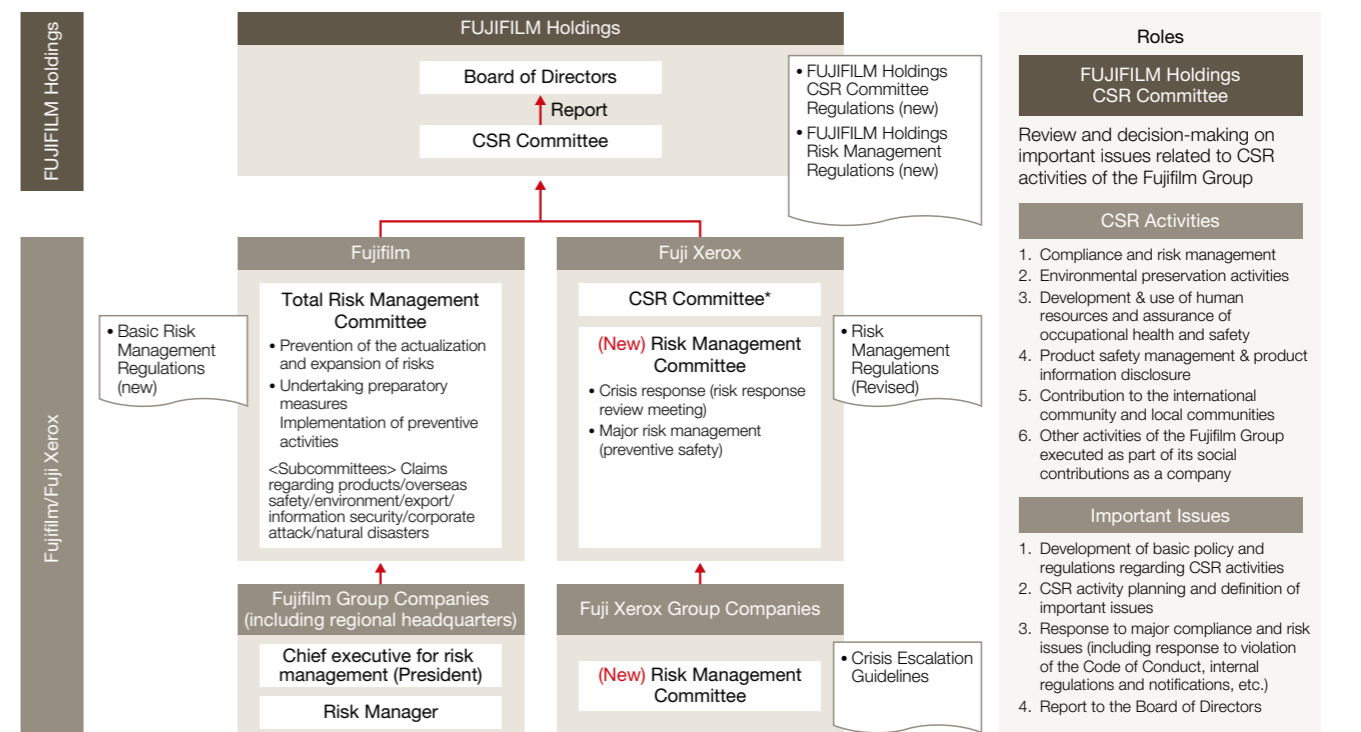 FUJIFILM Holdings
FUJIFILM Holdings
Board of Directors
Report
CSR Committee
• FUJIFILM Holdings
CSR Committee
Regulations (new)
• FUJIFILM Holdings
Risk Management
Regulations (new)
Fujifilm/Fuji Xerox
Fujifilm
Total Risk Management
Committee
• Prevention of the actualization
and expansion of risks
• Undertaking preparatory
measures
Implementation of preventive
activities
<Subcommittees> Claims
regarding products/overseas
safety/environment/export/
information security/corporate
attack/natural disasters
• Basic Risk
Management
Regulations
(new)
Fuji Xerox
CSR Committee*
(New) Risk Management
Committee
• Crisis response (risk response
review meeting)
• Major risk management
(preventive safety)
• Risk
Management
Regulations
(Revised)
Fujifilm Group Companies
(including regional headquarters)
Chief executive for risk
management (President)
Risk Manager
Fuji Xerox Group Companies
(New) Risk Management
Committee
• Crisis Escalation
Guidelines
Roles
FUJIFILM Holdings
CSR Committee
Review and decision-making on
important issues related to CSR
activities of the Fujifilm Group
CSR Activities
1. Compliance and risk management
2. Environmental preservation activities
3. Development & use of human
resources and assurance of
occupational health and safety
4. Product safety management & product
information disclosure
5. Contribution to the international
community and local communities
6. Other activities of the Fujifilm Group
executed as part of its social
contributions as a company
Important Issues
1. Development of basic policy and
regulations regarding CSR activities
2. CSR activity planning and definition of
important issues
3. Response to major compliance and risk
issues (including response to violation
of the Code of Conduct, internal
regulations and notifications, etc.)
4. Report to the Board of Directors